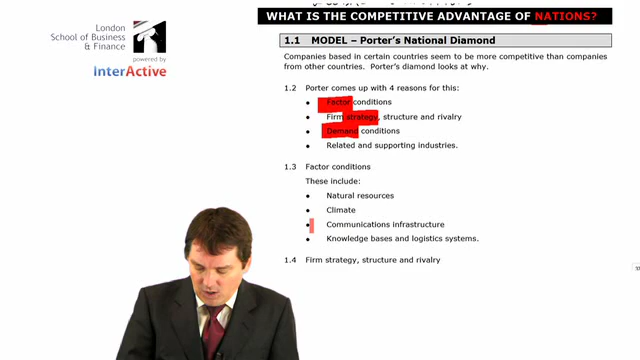 London
School of Business
& Finance
powered by
InterActive
WHAT IS THE COMPETITIVE ADVANTAGE OF NATIONS?
1.1 MODEL – Porter's National Diamond
Companies based in certain countries seem to be more competitive than companies
from other countries. Porter's diamond looks at why.
1.2 Porter comes up with 4 reasons for this:
• Factor conditions
• Firm strategy, structure and rivalry
• Demand conditions
• Related and supporting industries.
1.3 Factor conditions
These include:
• Natural resources
• Climate
• Communications infrastructure
• Knowledge bases and logistics systems.
1.4 Firm strategy, structure and rivalry